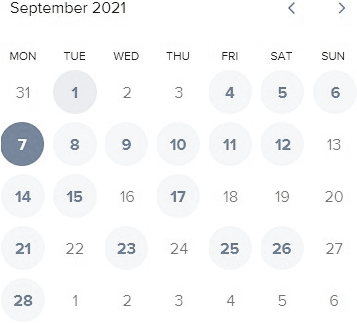 September 2021
MON TUE WED THU FRI SAT SUN
31 1 2 3 4 5 6
7 8 9 10 11 12 13
14 15 16 17 18 19 20
21 22 23 24 25 26 27
28 1 2 3 4 5 6